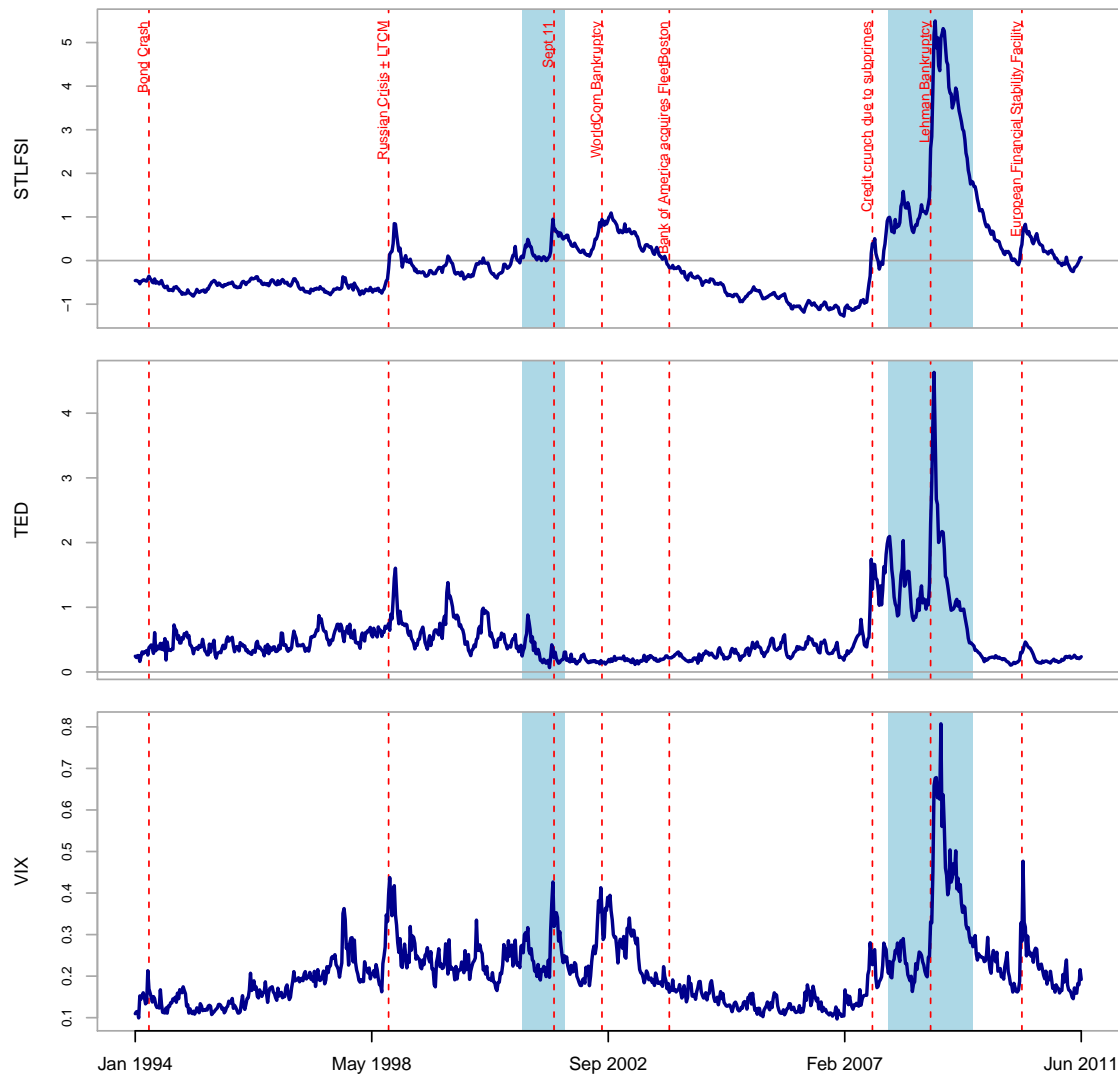 STLFSI
5
4
3
2
1
0
−1
Bond Crash
Russian Crisis ± LTCM
Sept 11
WorldCom Bankruptcy
Bank of America acquires FleetBoston
Credit crunch due to subprimes
Lehman Bankruptcy
European Financial Stability Facility
TED
4
3
2
1
0
VIX
0.8
0.7
0.6
0.5
0.4
0.3
0.2
0.1
Jan 1994
May 1998
Sep 2002
Feb 2007
Jun 2011